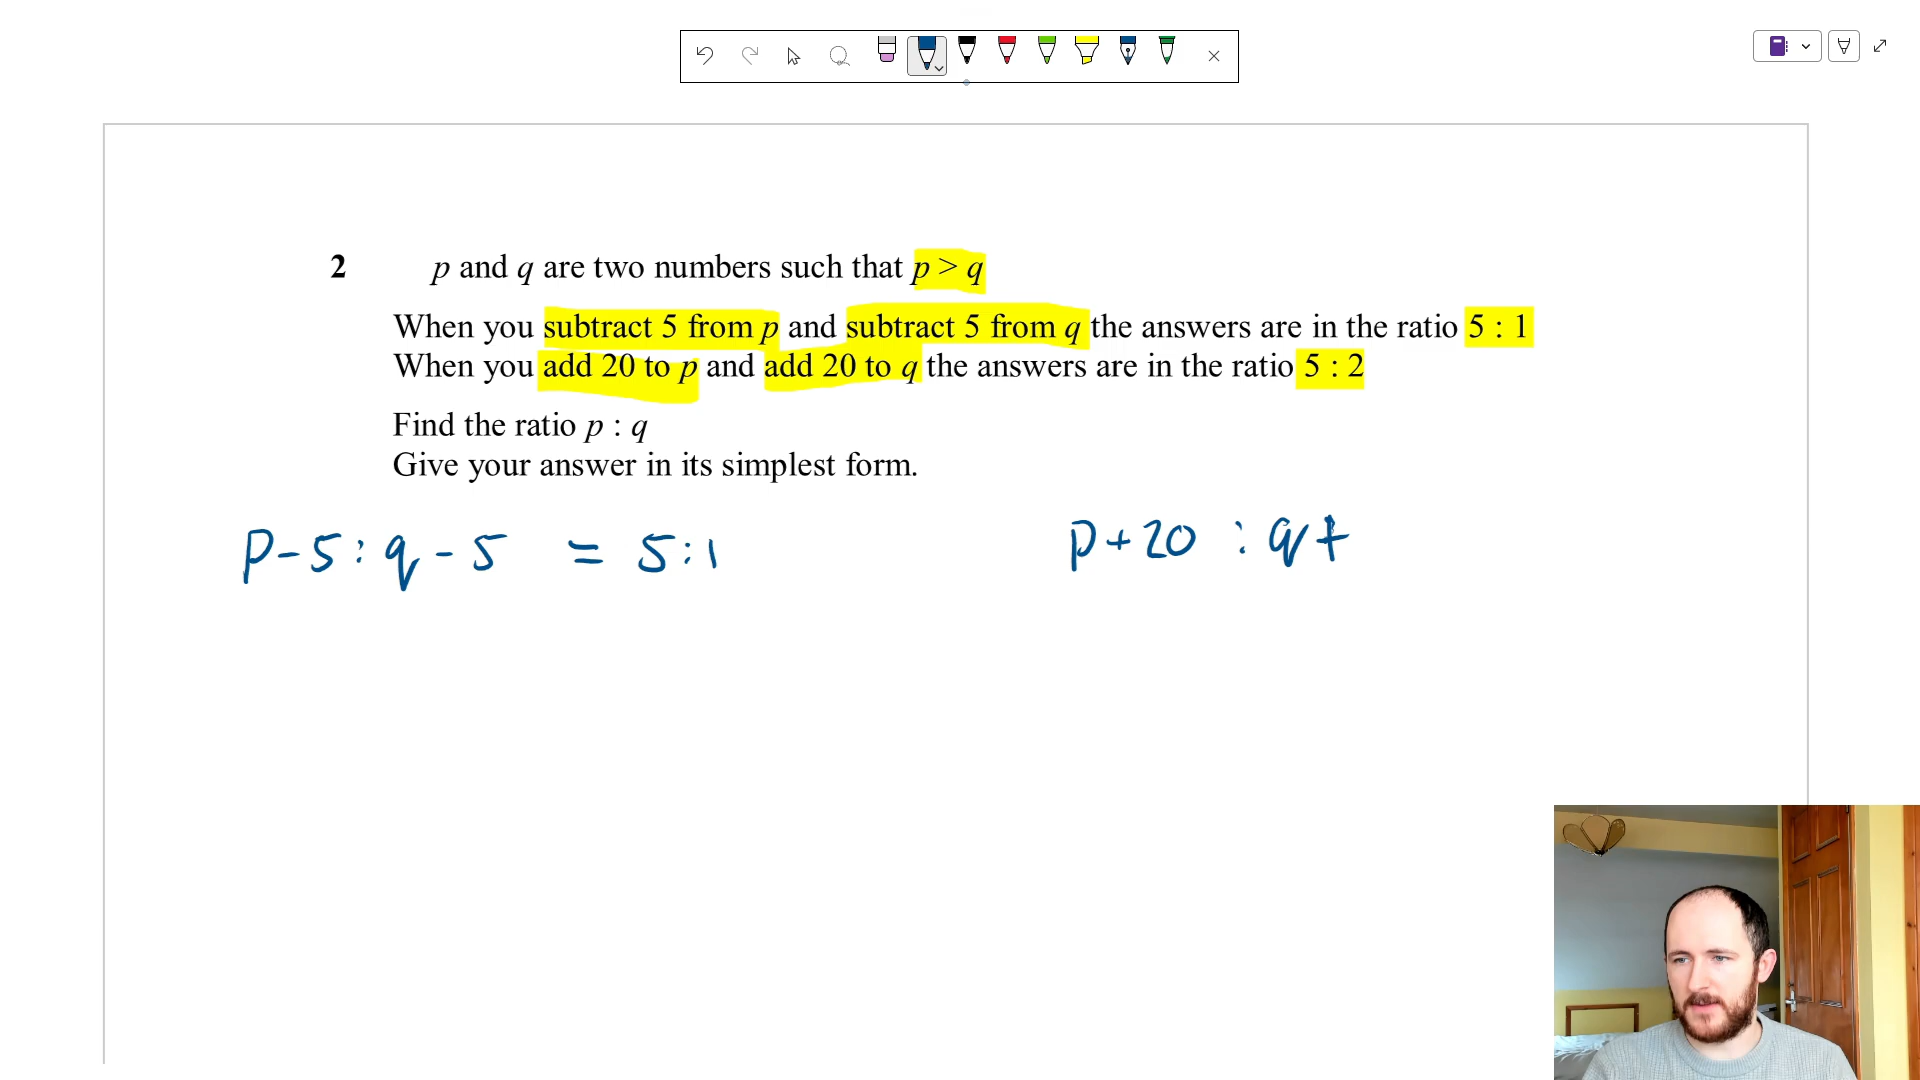 2 p and q are two numbers such that p > q
When you subtract 5 from p and subtract 5 from q the answers are in the ratio 5 : 1
When you add 20 to p and add 20 to q the answers are in the ratio 5 : 2
Find the ratio p : q
Give your answer in its simplest form.
p-5:q-5 = 5:1
p+20 : q+